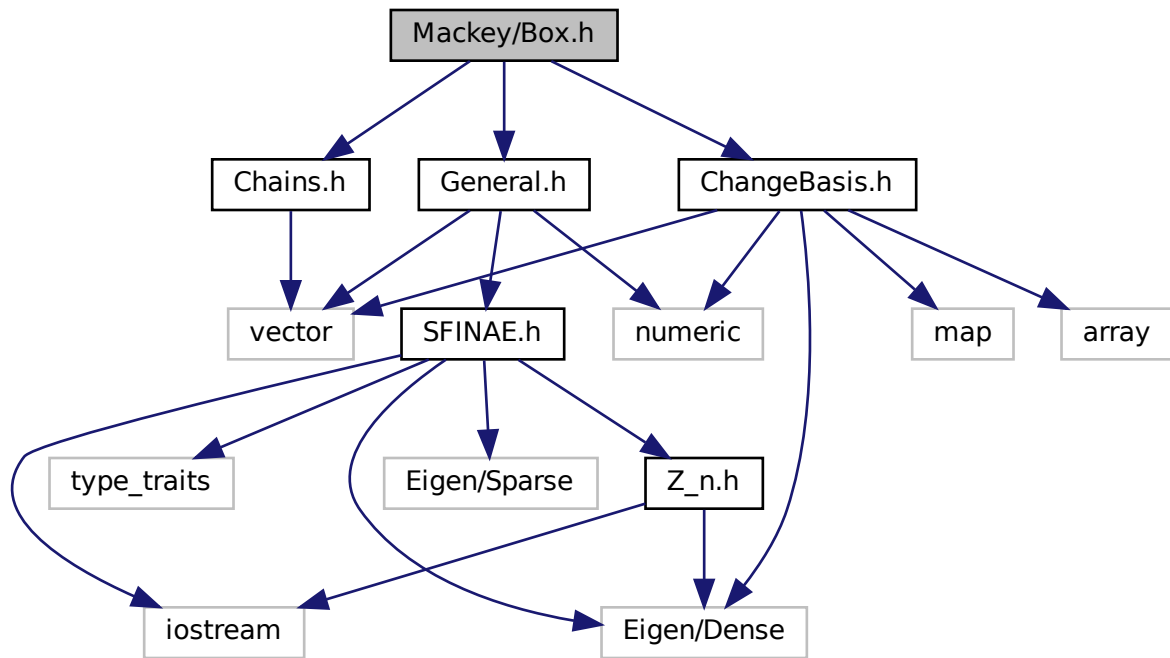 Mackey/Box.h
Chains.h
General.h
ChangeBasis.h
vector
SFINAE.h
numeric
map
array
type_traits
Eigen/Sparse
Z_n.h
iostream
Eigen/Dense